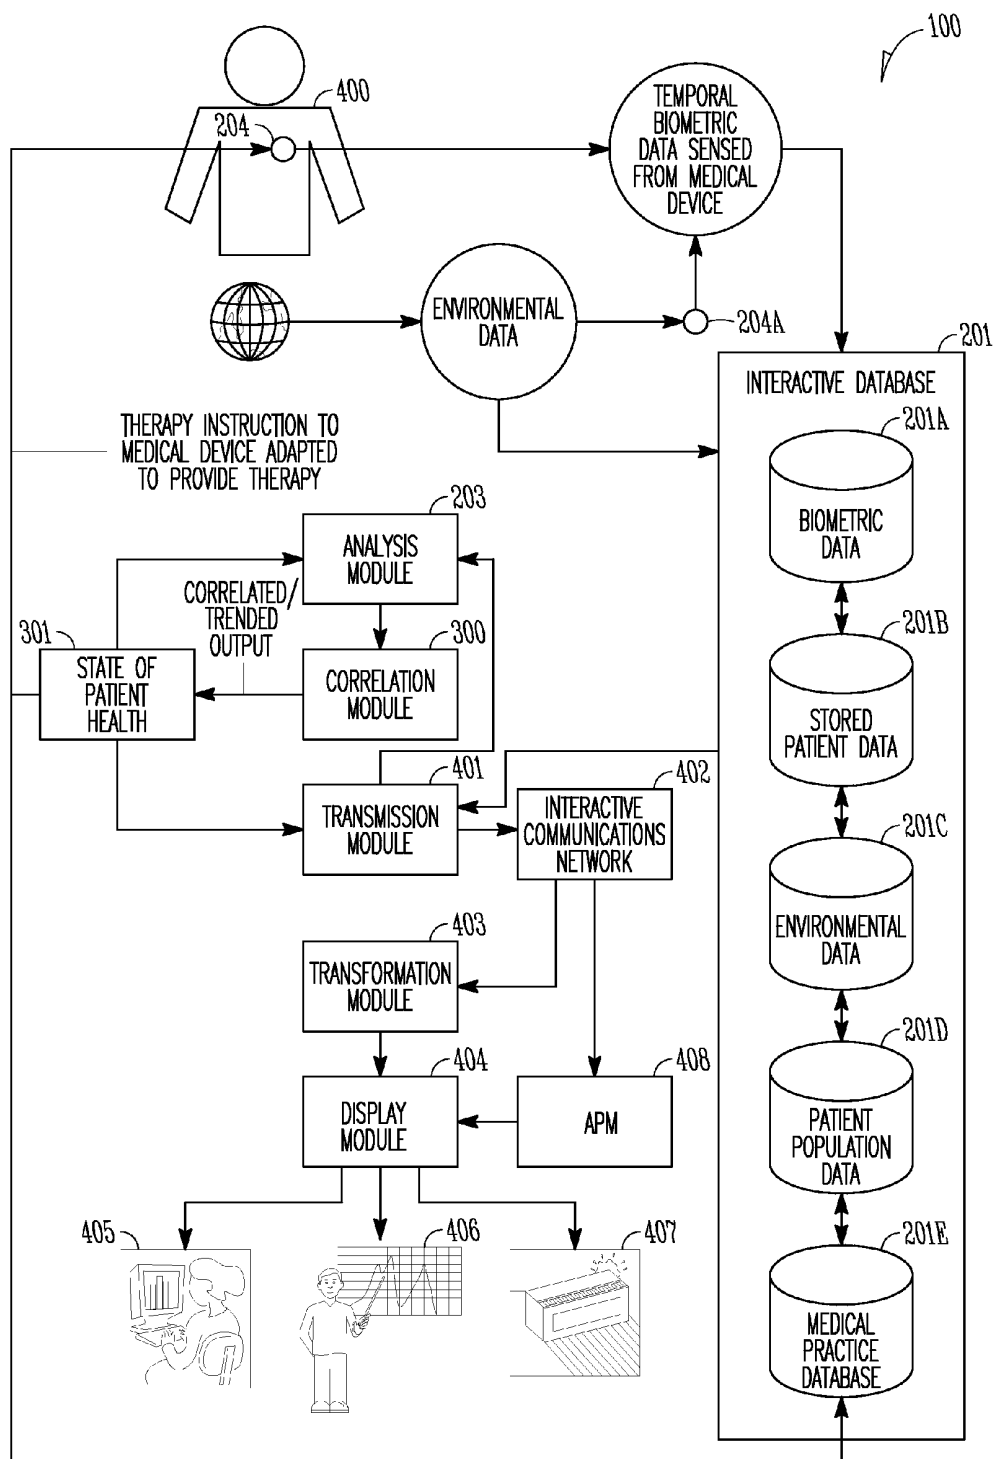 100
400
204
TEMPORAL
BIOMETRIC
DATA SENSED
FROM MEDICAL
DEVICE
ENVIRONMENTAL
DATA
204A
201
INTERACTIVE DATABASE
THERAPY INSTRUCTION TO
MEDICAL DEVICE ADAPTED
TO PROVIDE THERAPY
201A
BIOMETRIC
DATA
203
ANALYSIS
MODULE
CORRELATED/
TRENDED
OUTPUT
301
STATE OF
PATIENT
HEALTH
300
CORRELATION
MODULE
201B
STORED
PATIENT DATA
401
TRANSMISSION
MODULE
402
INTERACTIVE
COMMUNICATIONS
NETWORK
201C
ENVIRONMENTAL
DATA
403
TRANSFORMATION
MODULE
404
DISPLAY
MODULE
408
APM
201D
PATIENT
POPULATION
DATA
405
406
407
201E
MEDICAL
PRACTICE
DATABASE